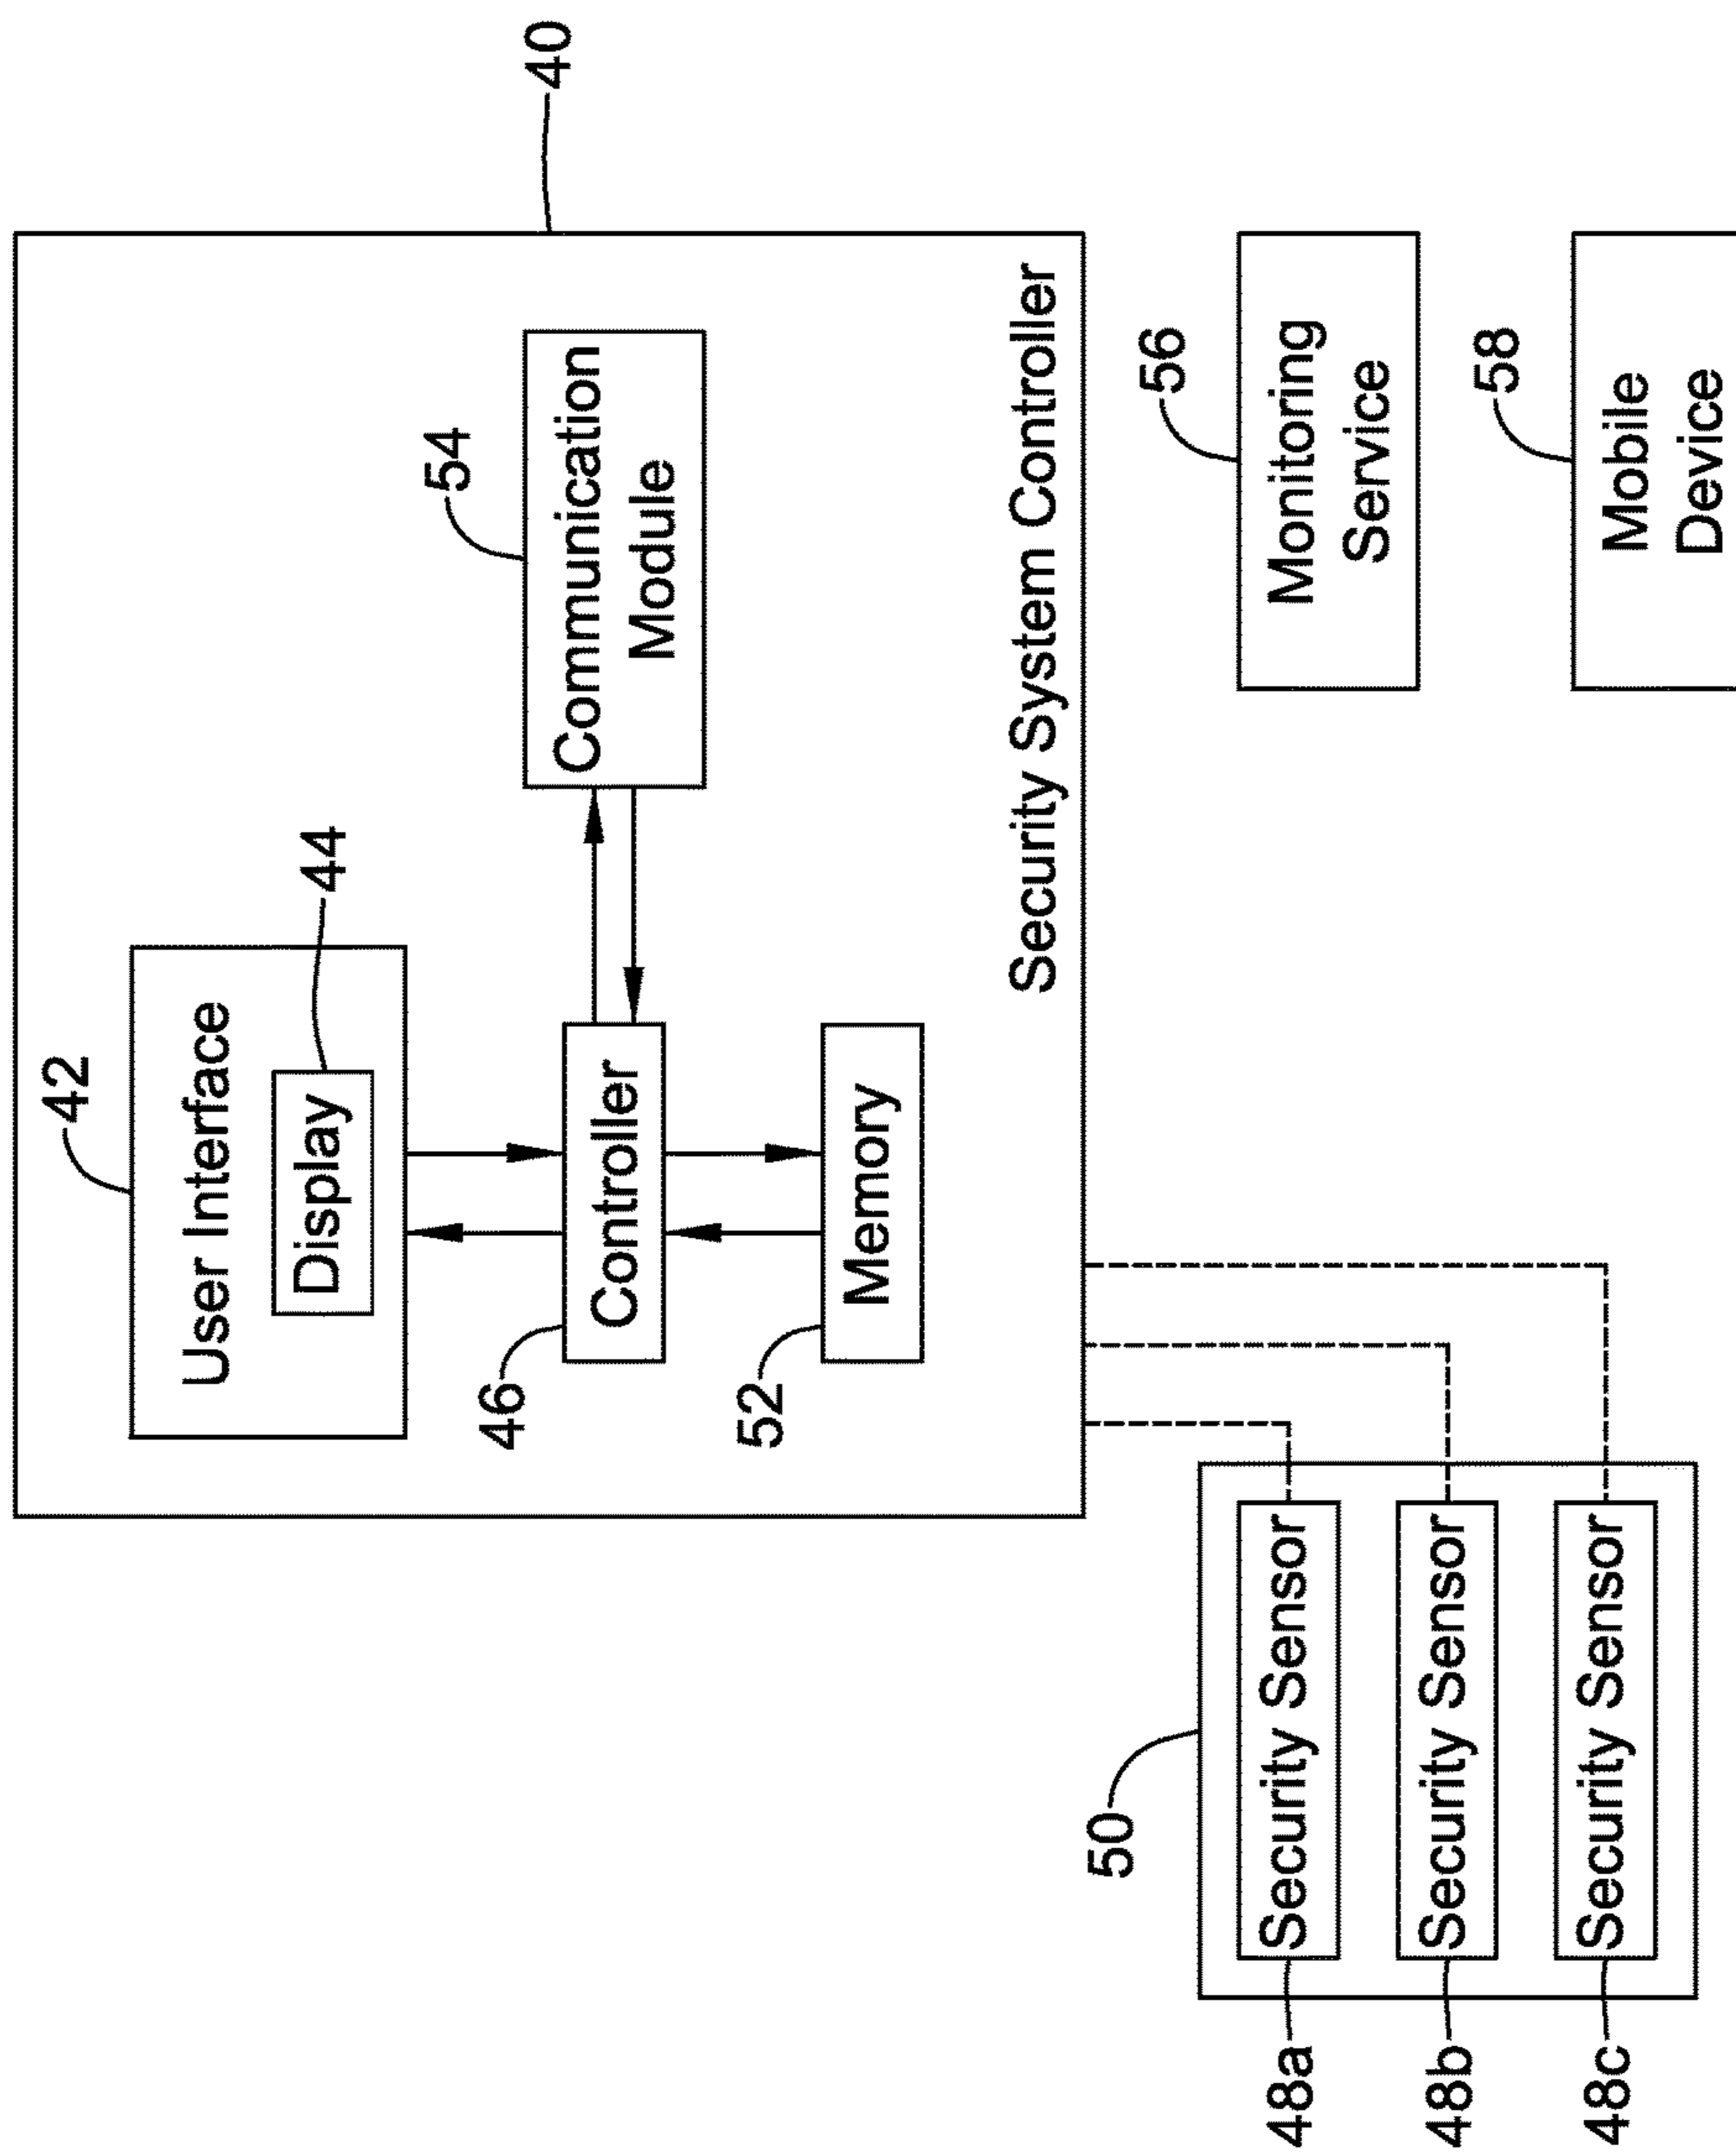 40
42
User Interface
44
Display
54
Communication
Module
46
Controller
52
Memory
Security System Controller
50
48a
Security Sensor
48b
Security Sensor
48c
Security Sensor
56
Monitoring
Service
58
Mobile
Device